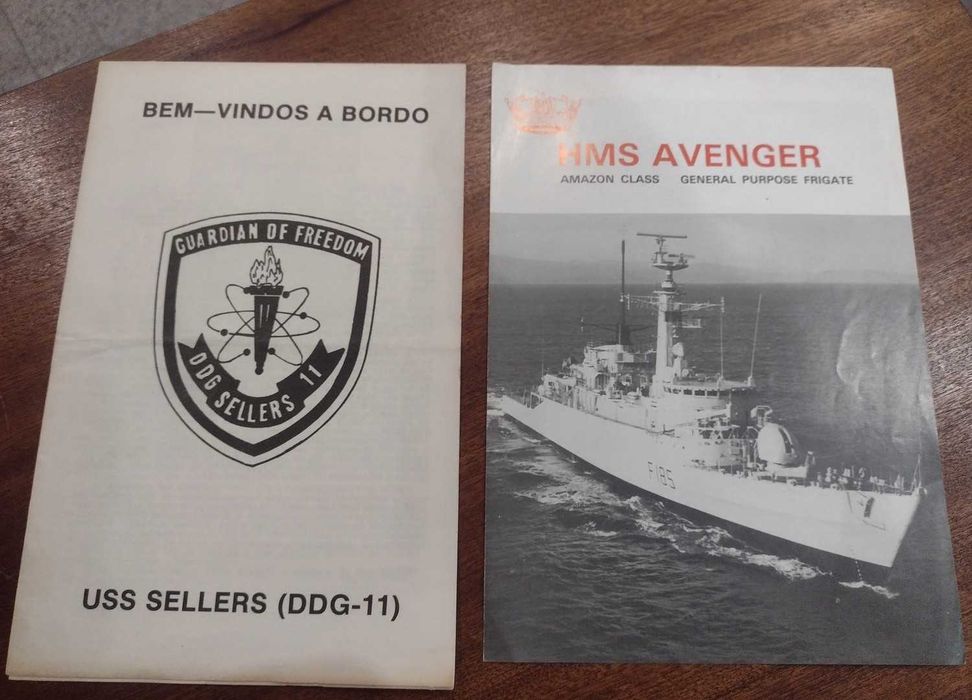 BEM—VINDOS A BORDO
GUARDIAN OF FREEDOM
DDG SELLERS 11
USS SELLERS (DDG-11)
HMS AVENGER
AMAZON CLASS GENERAL PURPOSE FRIGATE
F185